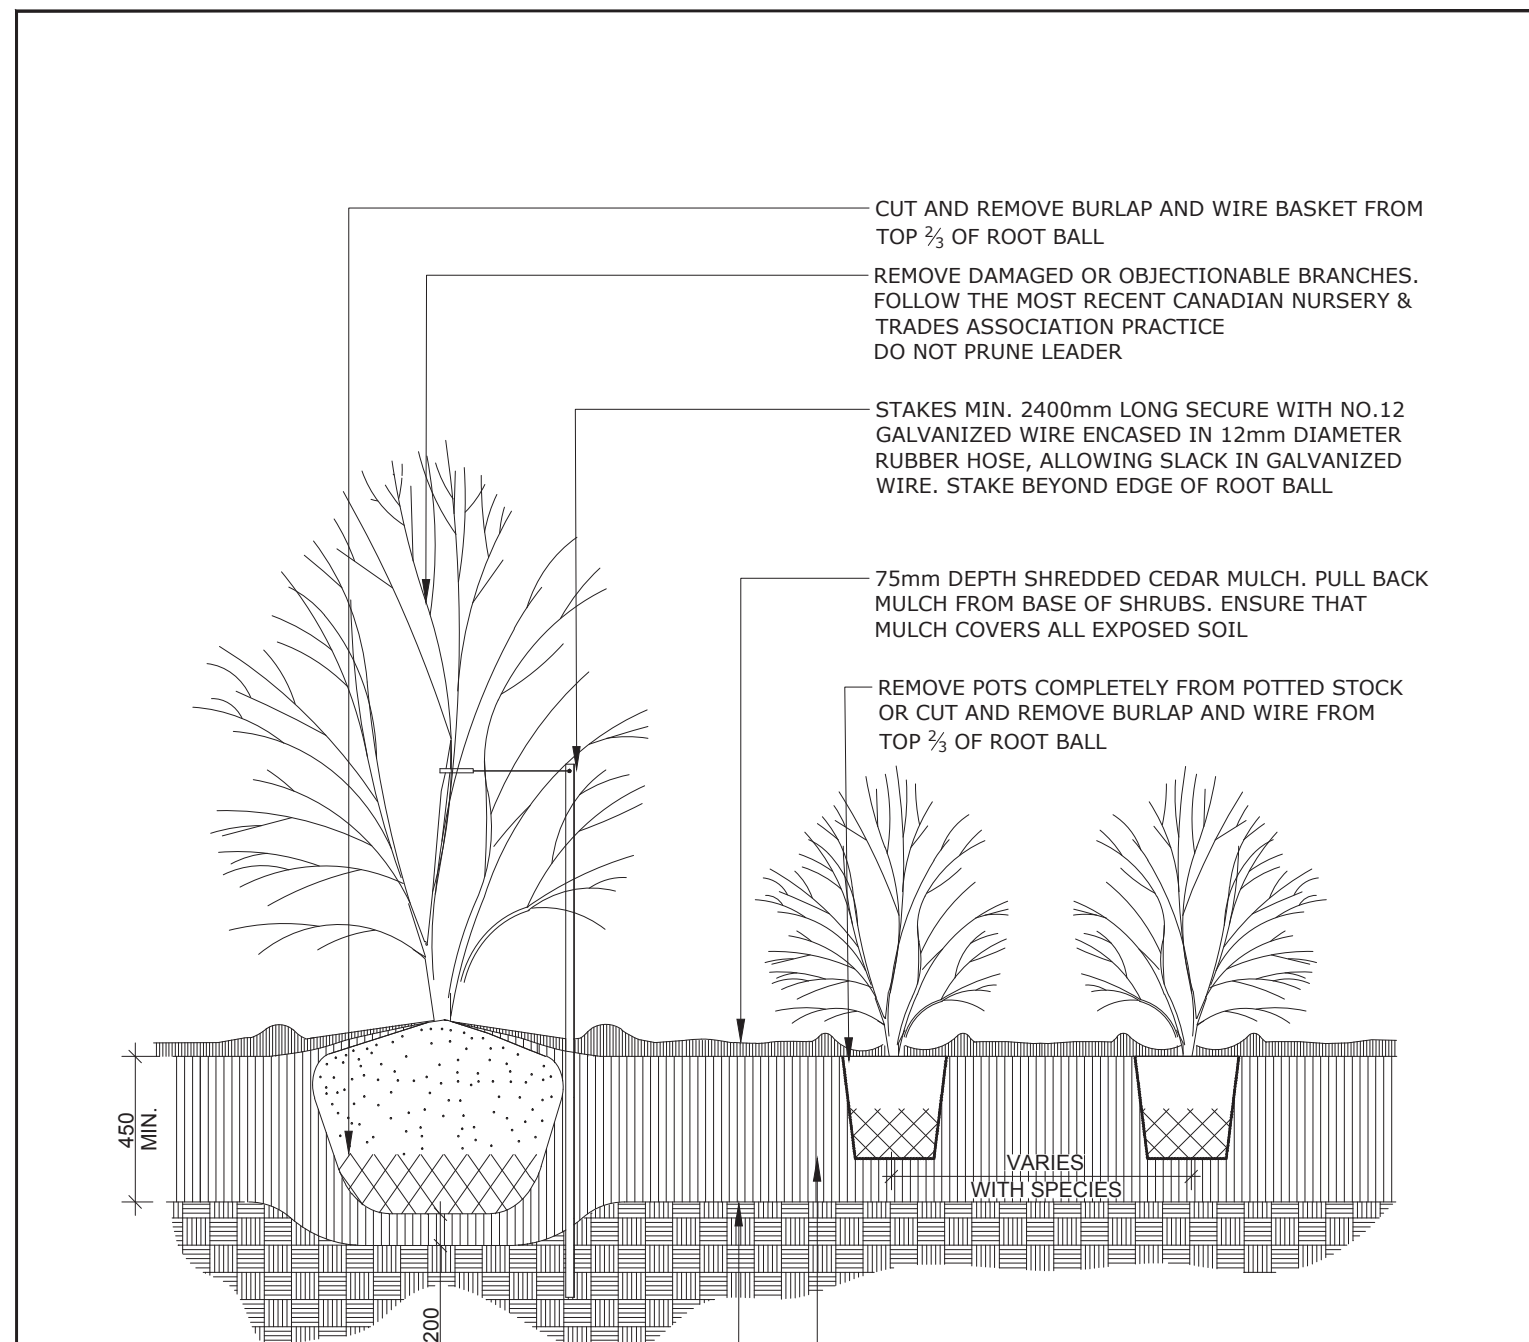 CUT AND REMOVE BURLAP AND WIRE BASKET FROM
TOP ⅔ OF ROOT BALL
REMOVE DAMAGED OR OBJECTIONABLE BRANCHES.
FOLLOW THE MOST RECENT CANADIAN NURSERY &
TRADES ASSOCIATION PRACTICE
DO NOT PRUNE LEADER
STAKES MIN. 2400mm LONG SECURE WITH NO.12
GALVANIZED WIRE ENCASED IN 12mm DIAMETER
RUBBER HOSE, ALLOWING SLACK IN GALVANIZED
WIRE. STAKE BEYOND EDGE OF ROOT BALL
75mm DEPTH SHREDDED CEDAR MULCH. PULL BACK
MULCH FROM BASE OF SHRUBS. ENSURE THAT
MULCH COVERS ALL EXPOSED SOIL
REMOVE POTS COMPLETELY FROM POTTED STOCK
OR CUT AND REMOVE BURLAP AND WIRE FROM
TOP ⅔ OF ROOT BALL
450
MIN.
VARIES
WITH SPECIES
200